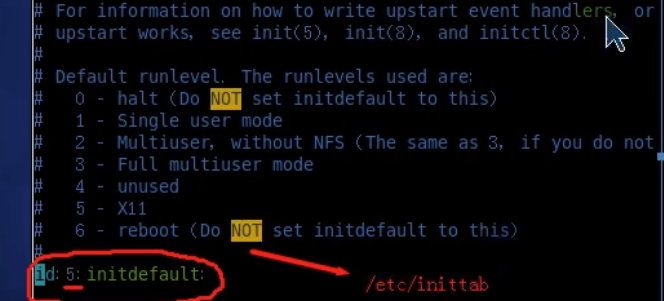 # For information on how to write upstart event handlers, or
# upstart works, see init(5), init(8), and initctl(8).
#
# Default runlevel. The runlevels used are:
#   0 - halt (Do NOT set initdefault to this)
#   1 - Single user mode
#   2 - Multiuser, without NFS (The same as 3, if you do not
#   3 - Full multiuser mode
#   4 - unused
#   5 - X11
#   6 - reboot (Do NOT set initdefault to this)
#
id:5:initdefault:
/etc/inittab